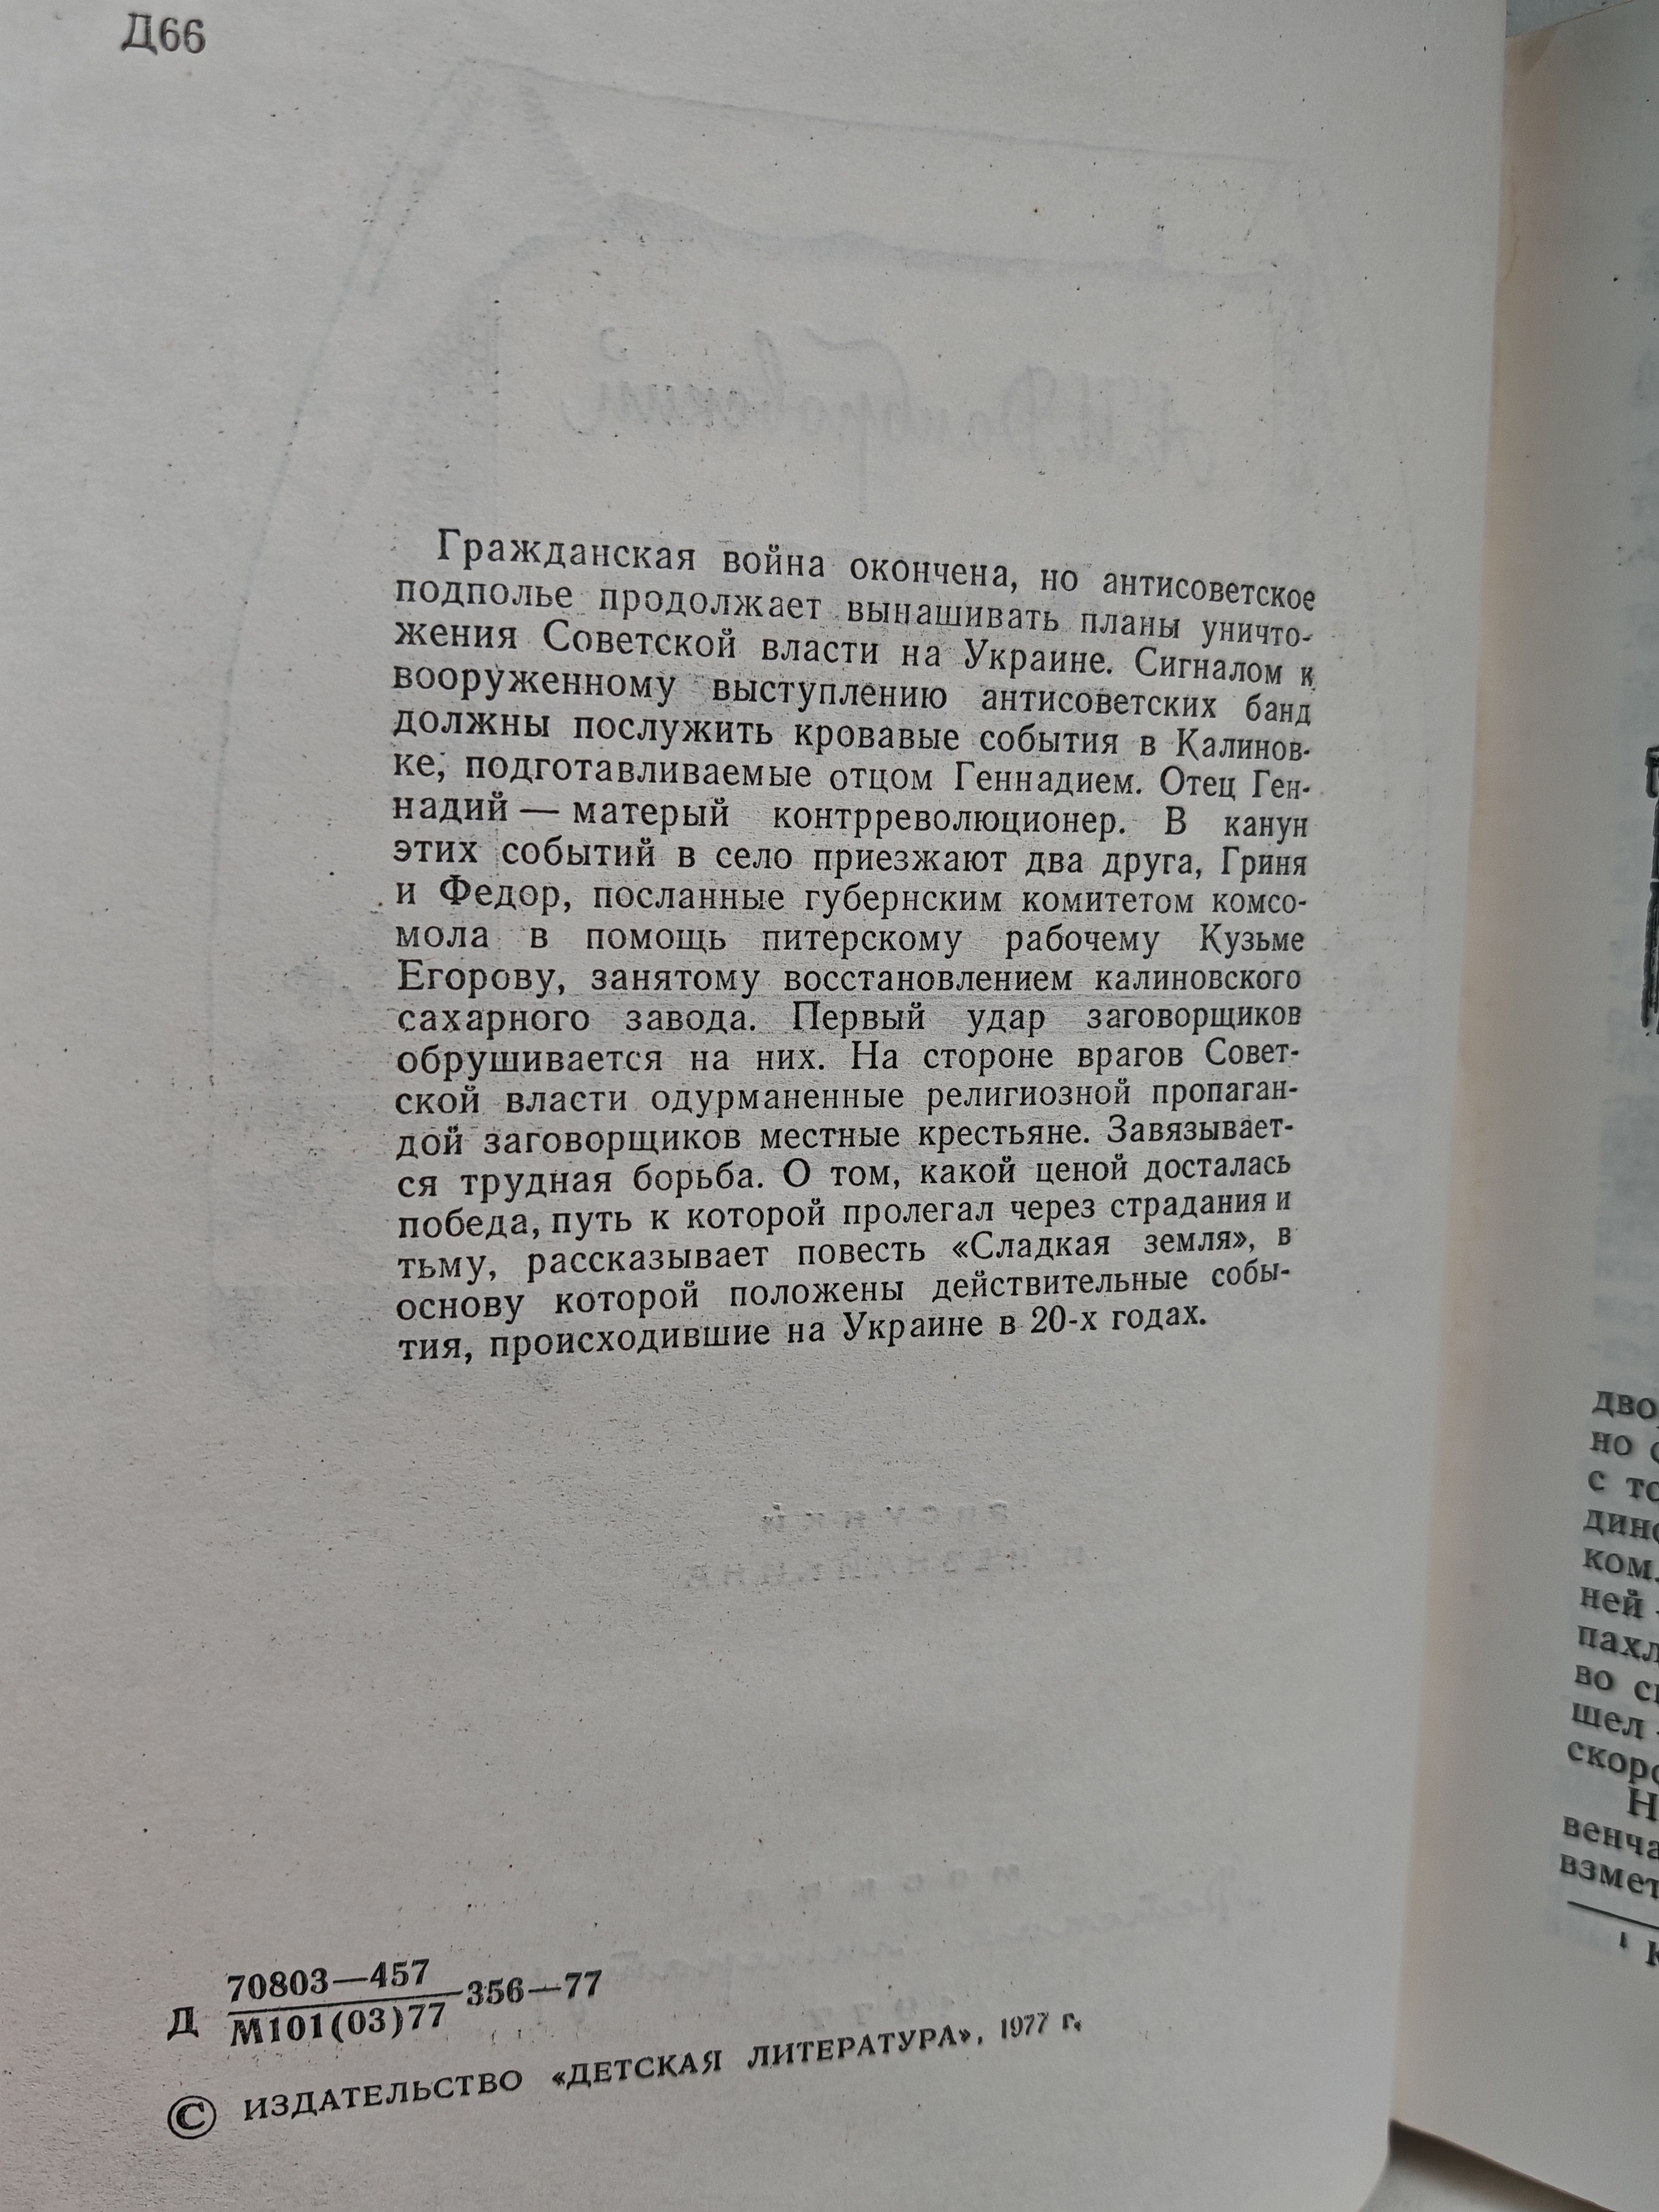 Д66
Гражданская война окончена, но антисоветское
подполье продолжает вынашивать планы уничто-
жения Советской власти на Украине. Сигналом к
вооруженному выступлению антисоветских банд
должны послужить кровавые события в Калинов-
ке, подготавливаемые отцом Геннадием. Отец Ген-
надий — матерый контрреволюционер. В канун
этих событий в село приезжают два друга, Гриня
и Федор, посланные губернским комитетом комсо-
мола в помощь питерскому рабочему Кузьме
Егорову, занятому восстановлением калиновского
сахарного завода. Первый удар заговорщиков
обрушивается на них. На стороне врагов Совет-
ской власти одурманенные религиозной пропаган-
дой заговорщиков местные крестьяне. Завязывает-
ся трудная борьба. О том, какой ценой досталась
победа, путь к которой пролегал через страдания и
тьму, рассказывает повесть «Сладкая земля», в
основу которой положены действительные собы-
тия, происходившие на Украине в 20-х годах.
Д 70803—457
М101(03)77 356—77
© ИЗДАТЕЛЬСТВО «ДЕТСКАЯ ЛИТЕРАТУРА», 1977 г.
но
с
ней
во
шел